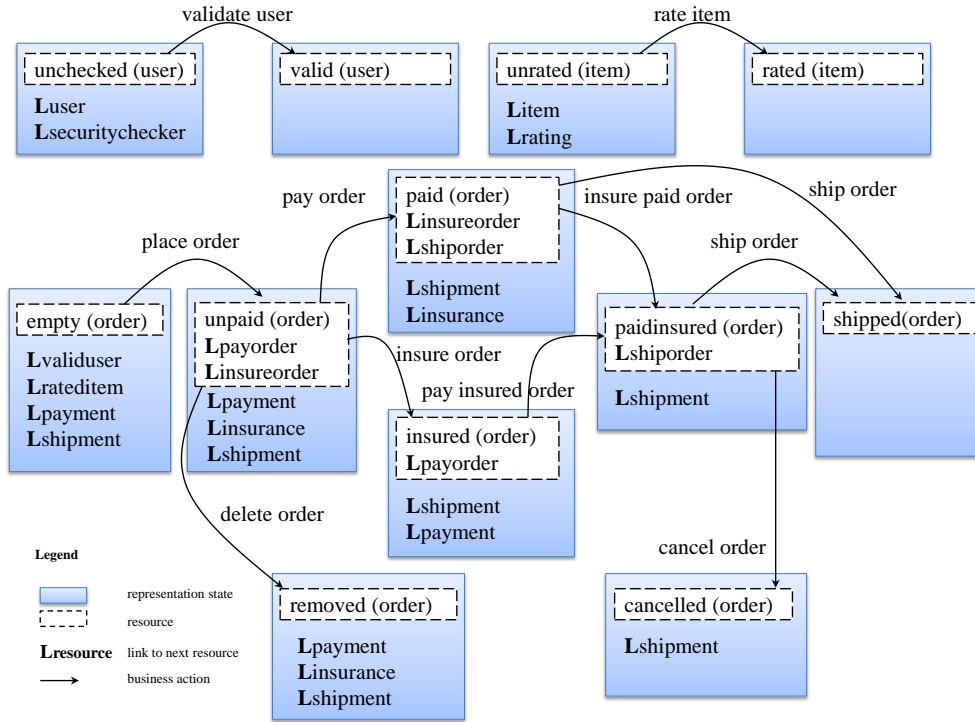 validate user
rate item
unchecked (user)
Luser
Lsecuritychecker
valid (user)
unrated (item)
Litem
Lrating
rated (item)
pay order
paid (order)
Linsureorder
Lshiporder
Lshipment
Linsurance
insure paid order
ship order
place order
ship order
empty (order)
Lvaliduser
Lrateditem
Lpayment
Lshipment
unpaid (order)
Lpayorder
Linsureorder
Lpayment
Linsurance
Lshipment
insure order
pay insured order
paidinsured (order)
Lshiporder
Lshipment
shipped(order)
insured (order)
Lpayorder
Lshipment
Lpayment
delete order
cancel order
removed (order)
Lpayment
Linsurance
Lshipment
cancelled (order)
Lshipment
Legend
representation state
resource
Lresource link to next resource
business action